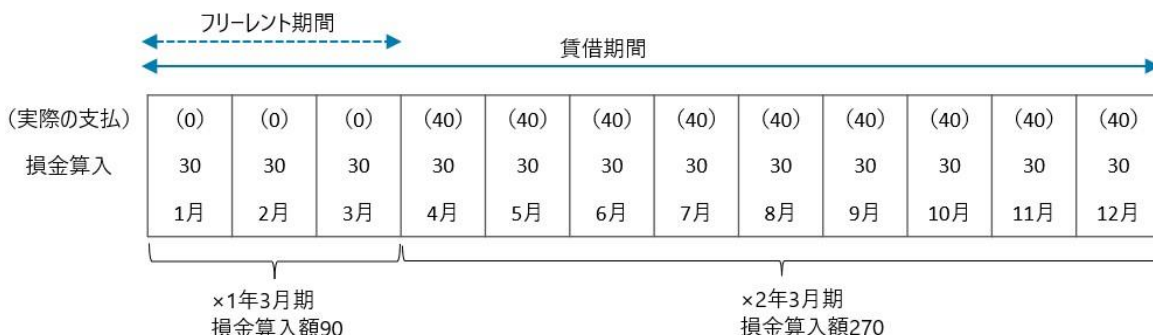 フリーレント期間
賃借期間
(実際の支払) (0) (0) (0) (40) (40) (40) (40) (40) (40) (40) (40) (40)
損金算入 30 30 30 30 30 30 30 30 30 30 30 30
1月 2月 3月 4月 5月 6月 7月 8月 9月 10月 11月 12月
×1年3月期 ×2年3月期
損金算入額90 損金算入額270